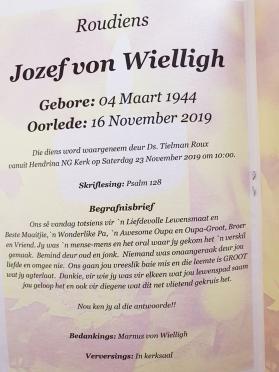 Roudiens
Jozef von Wielligh
Gebore: 04 Maart 1944
Oorlede: 16 November 2019
Die diens word waargeneem deur Ds. Tielman Roux
vanuit Hendrina NG Kerk op Saterdag 23 November 2019 om 10:00.
Skriflesing: Psalm 128
Begrafnisbrief
Ons sê vandag totsiens vir `n Liefdevolle Lewensmaat en
Beste Maaitjie, `n Wonderlike Pa, `n Awesome Oupa en Oupa-Groot, Broer
en Vriend. Jy was `n mense-mens en het oral waar jy gekom het `n verskil
gemaak. Bemind deur oud en jonk. Niemand was onaangeraak deur jou
liefde en omgee nie. Ons gaan jou vreeslik baie mis en die leemte is GROOT
wat jy agterlaat. Dankie, vir wie jy was vir elkeen wat jou lewenspad saam
jou geloop het en ook vir diegene wat dit net vlietend gekruis het.
Nou ken jy al die antwoorde!!
Bedankings: Marnus von Wielligh
Verversings: In kerksaal